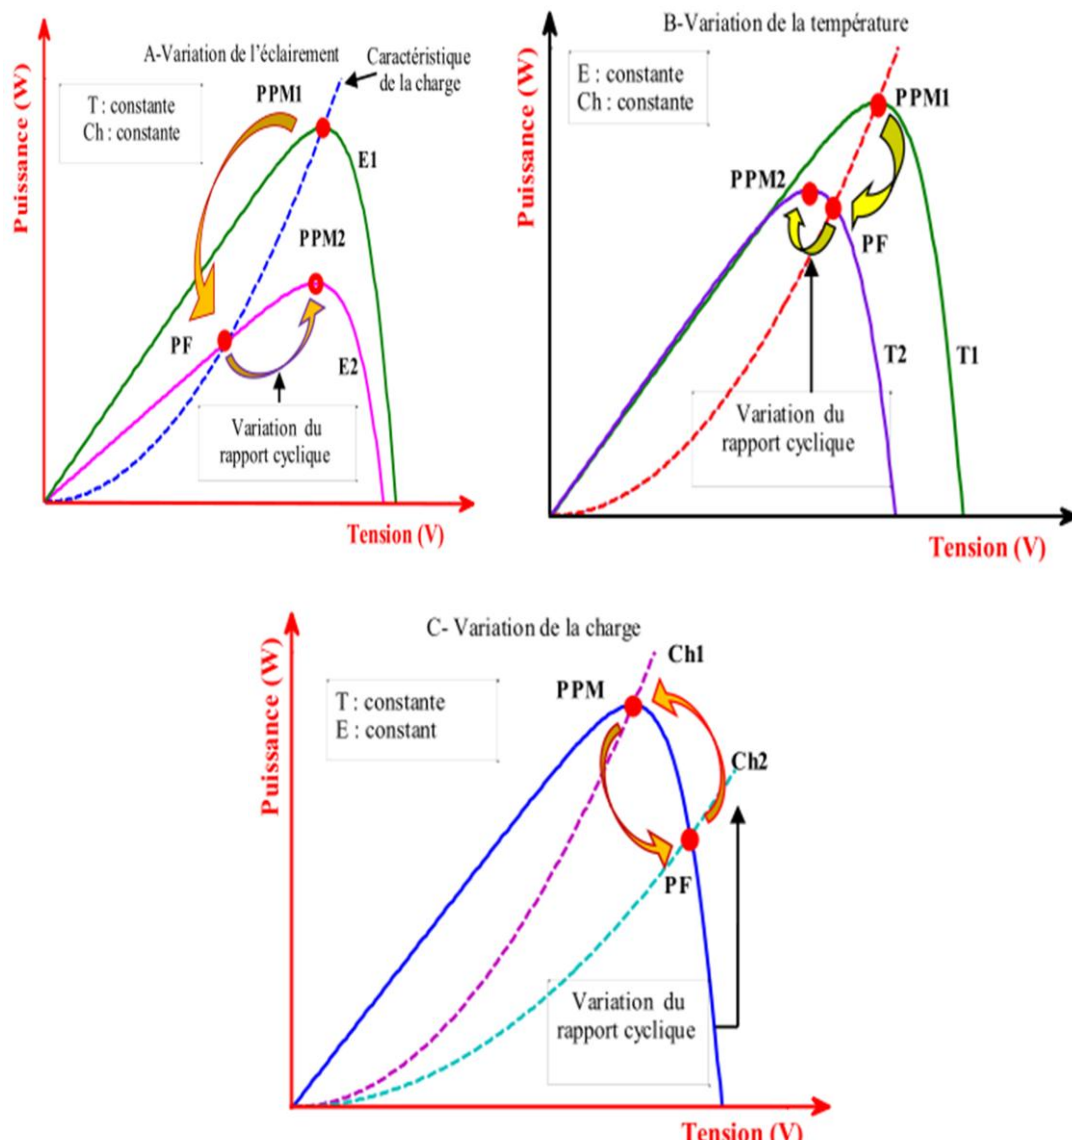 A-Variation de l'éclairement
Caractéristique
de la charge
T : constante
Ch : constante
PPM1
E1
PPM2
PF
E2
Variation du
rapport cyclique
Puissance (W)
Tension (V)
B-Variation de la température
E : constante
Ch : constante
PPM1
PPM2
PF
T2
T1
Variation du
rapport cyclique
Puissance (W)
Tension (V)
C- Variation de la charge
T : constante
E : constant
Ch1
PPM
Ch2
PF
Variation du
rapport cyclique
Puissance (W)
Tension (V)